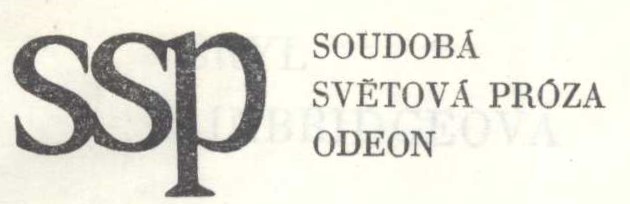 ssp
SOUDOBÁ
SVĚTOVÁ PRÓZA
ODEON